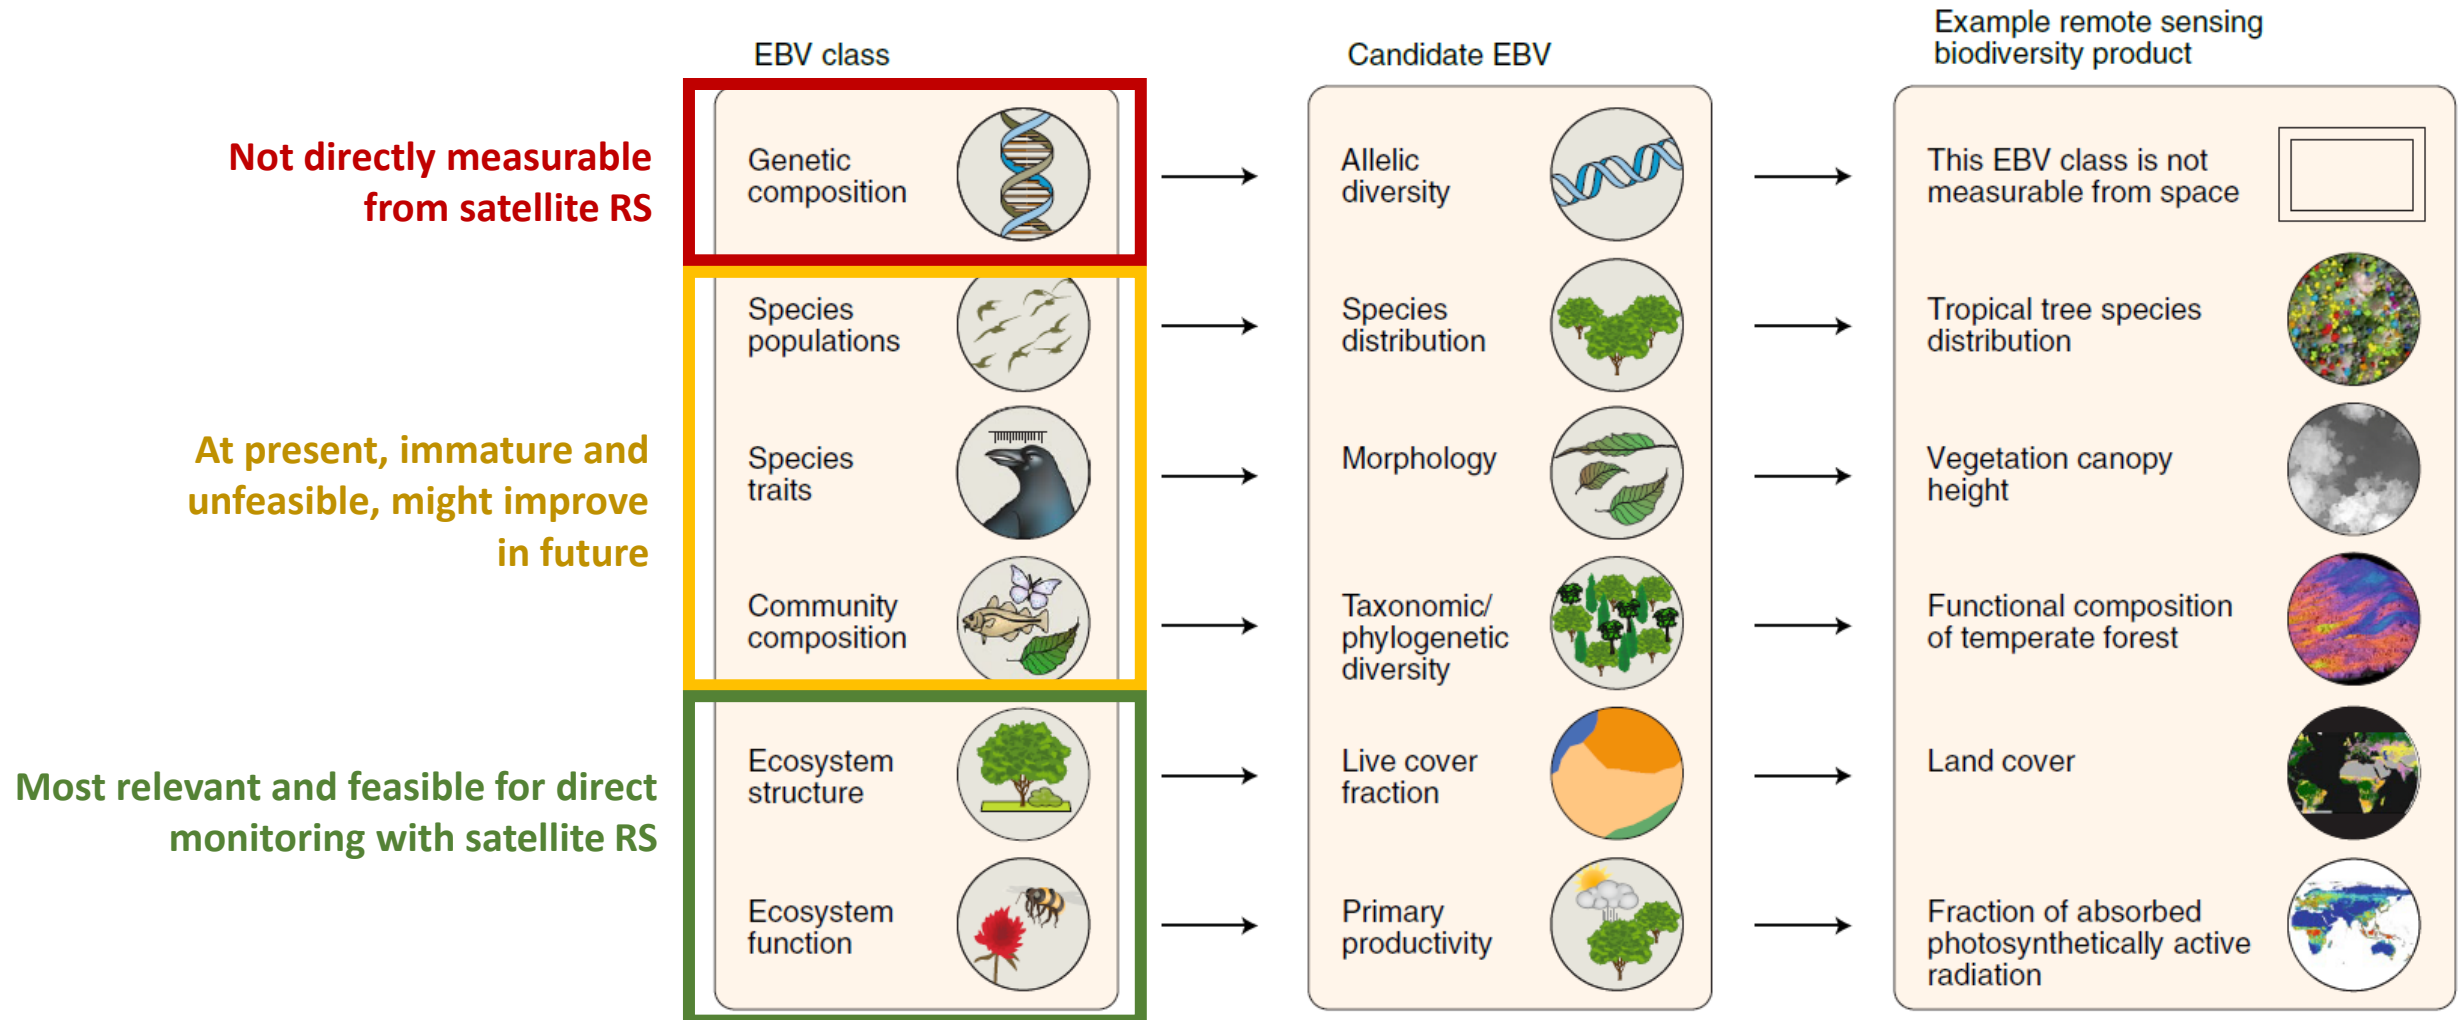 EBV class
Candidate EBV
Example remote sensing
biodiversity product
Not directly measurable
from satellite RS
Genetic
composition
Allelic
diversity
This EBV class is not
measurable from space
Species
populations
Species
distribution
Tropical tree species
distribution
At present, immature and
unfeasible, might improve
in future
Species
traits
Morphology
Vegetation canopy
height
Community
composition
Taxonomic/
phylogenetic
diversity
Functional composition
of temperate forest
Most relevant and feasible for direct
monitoring with satellite RS
Ecosystem
structure
Live cover
fraction
Land cover
Ecosystem
function
Primary
productivity
Fraction of absorbed
photosynthetically active
radiation